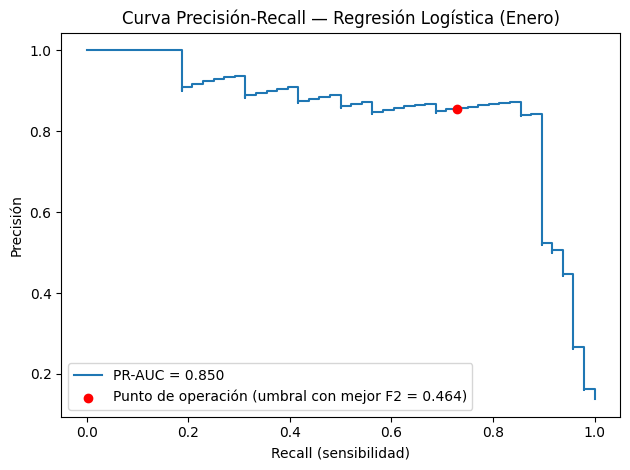 Curva Precisión-Recall — Regresión Logística (Enero)
1.0
0.8
0.6
0.4
0.2
Precisión
PR-AUC = 0.850
Punto de operación (umbral con mejor F2 = 0.464)
0.0 0.2 0.4 0.6 0.8 1.0
Recall (sensibilidad)